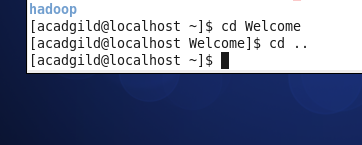 hadoop
[acadgild@localhost ~]$ cd Welcome
[acadgild@localhost Welcome]$ cd ..
[acadgild@localhost ~]$